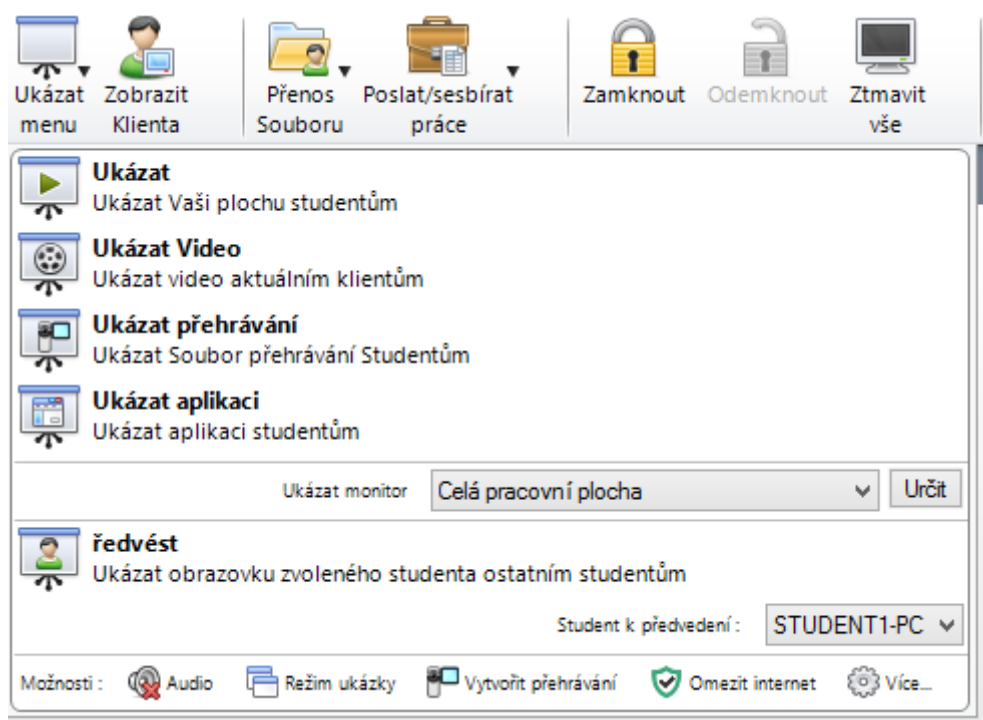 Ukázat menu
Zobrazit Klienta
Přenos Souboru
Poslat/sesbírat práce
Zamknout
Odemknout
Ztmavit vše
Ukázat
Ukázat Vaši plochu studentům
Ukázat Video
Ukázat video aktuálním klientům
Ukázat přehrávání
Ukázat Soubor přehrávání Studentům
Ukázat aplikaci
Ukázat aplikaci studentům
Ukázat monitor Celá pracovní plocha Určit
ředvést
Ukázat obrazovku zvoleného studenta ostatním studentům
Student k předvedení : STUDENT1-PC
Možnosti : Audio Režim ukázky Vytvořit přehrávání Omezit internet Více...